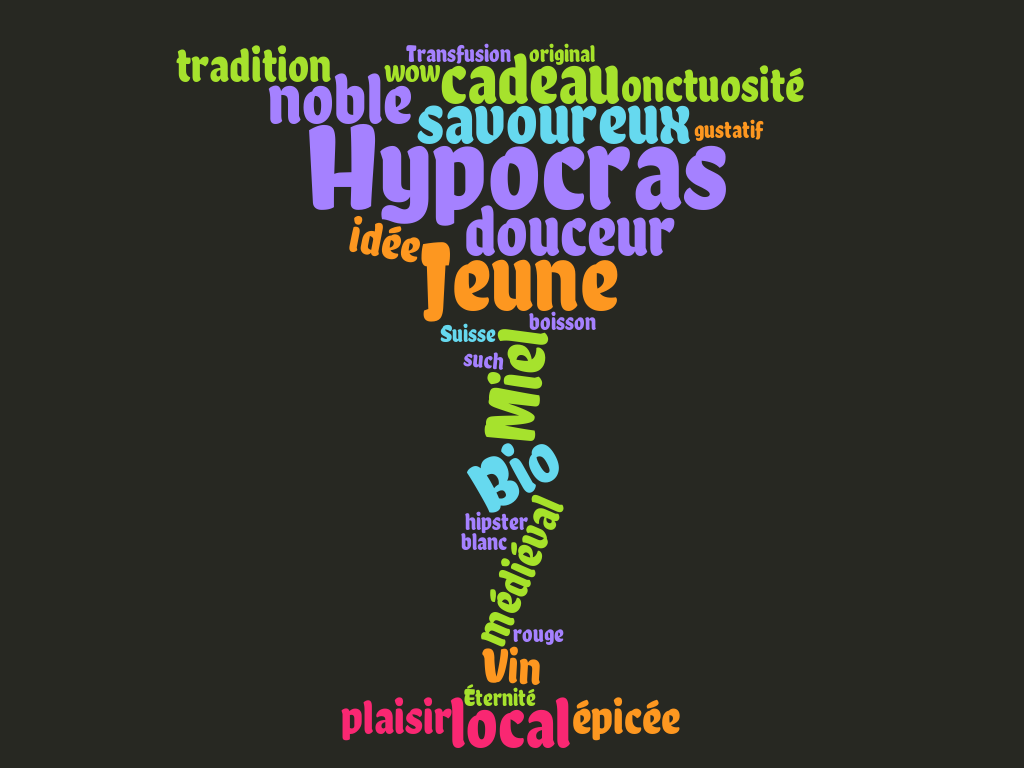 Transfusion original
tradition wow cadeau onctuosité
noble savoureux gustatif
Hypocras
idée douceur
Jeune
Suisse boisson
such
Miel
Bio
hipster
blanc
médiéval
rouge
Vin
Éternité
plaisir local épicée